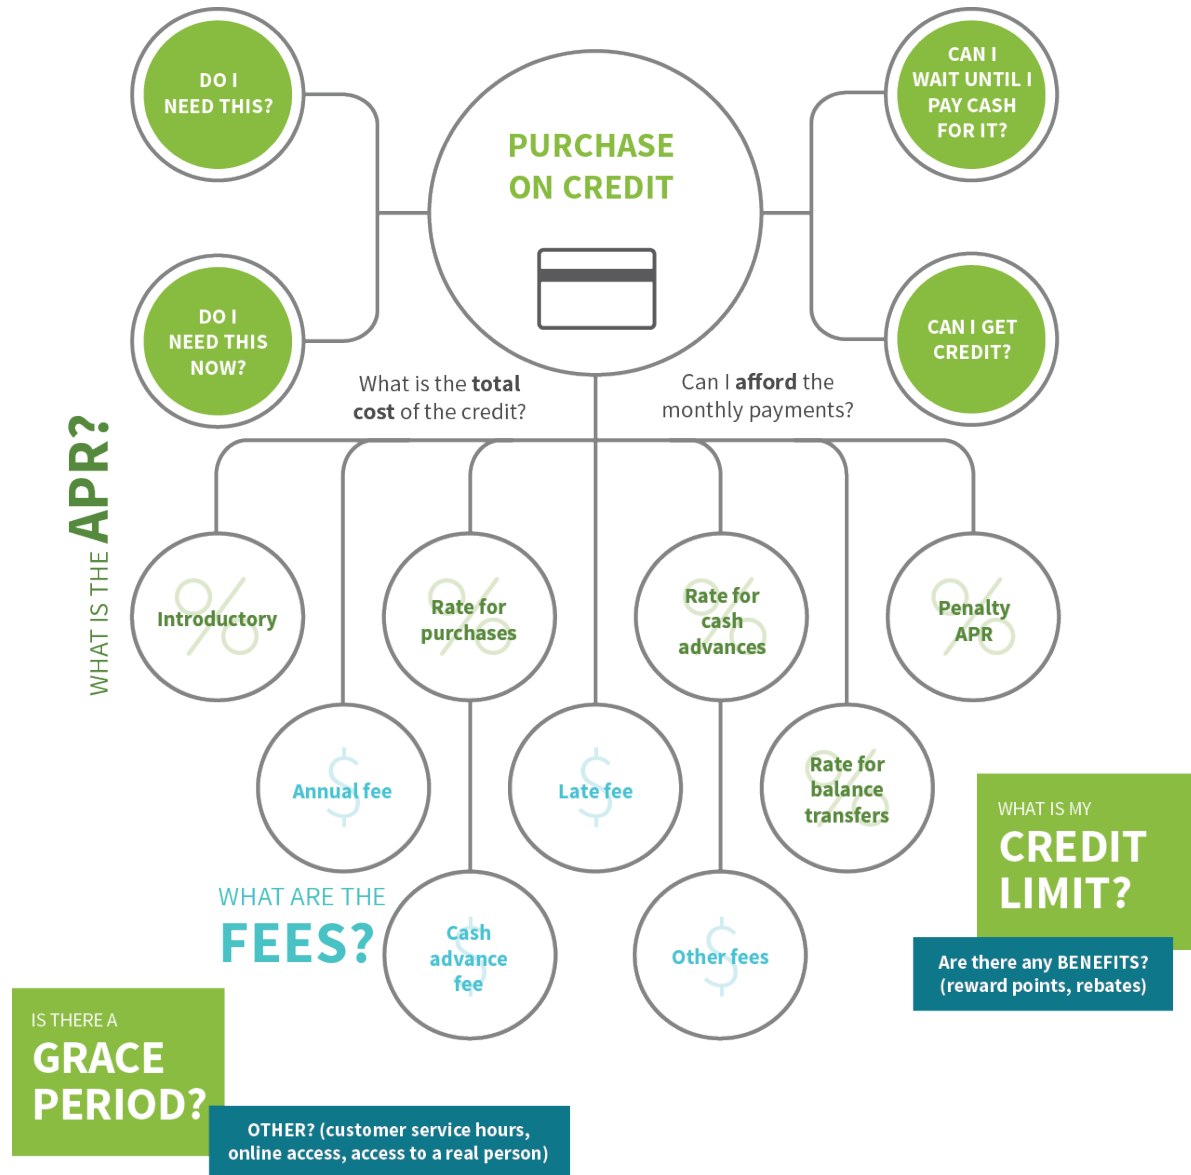 DO I
NEED THIS?
CAN I
WAIT UNTIL I
PAY CASH
FOR IT?
PURCHASE
ON CREDIT
DO I
NEED THIS
NOW?
CAN I GET
CREDIT?
What is the total
cost of the credit?
Can I afford the
monthly payments?
WHAT IS THE APR?
%
Introductory
%
Rate for
purchases
%
Rate for
cash
advances
%
Penalty
APR
$
Annual fee
$
Late fee
%
Rate for
balance
transfers
WHAT IS MY
CREDIT
LIMIT?
Are there any BENEFITS?
(reward points, rebates)
WHAT ARE THE
FEES?
$
Cash
advance
fee
$
Other fees
IS THERE A
GRACE
PERIOD?
OTHER? (customer service hours,
online access, access to a real person)